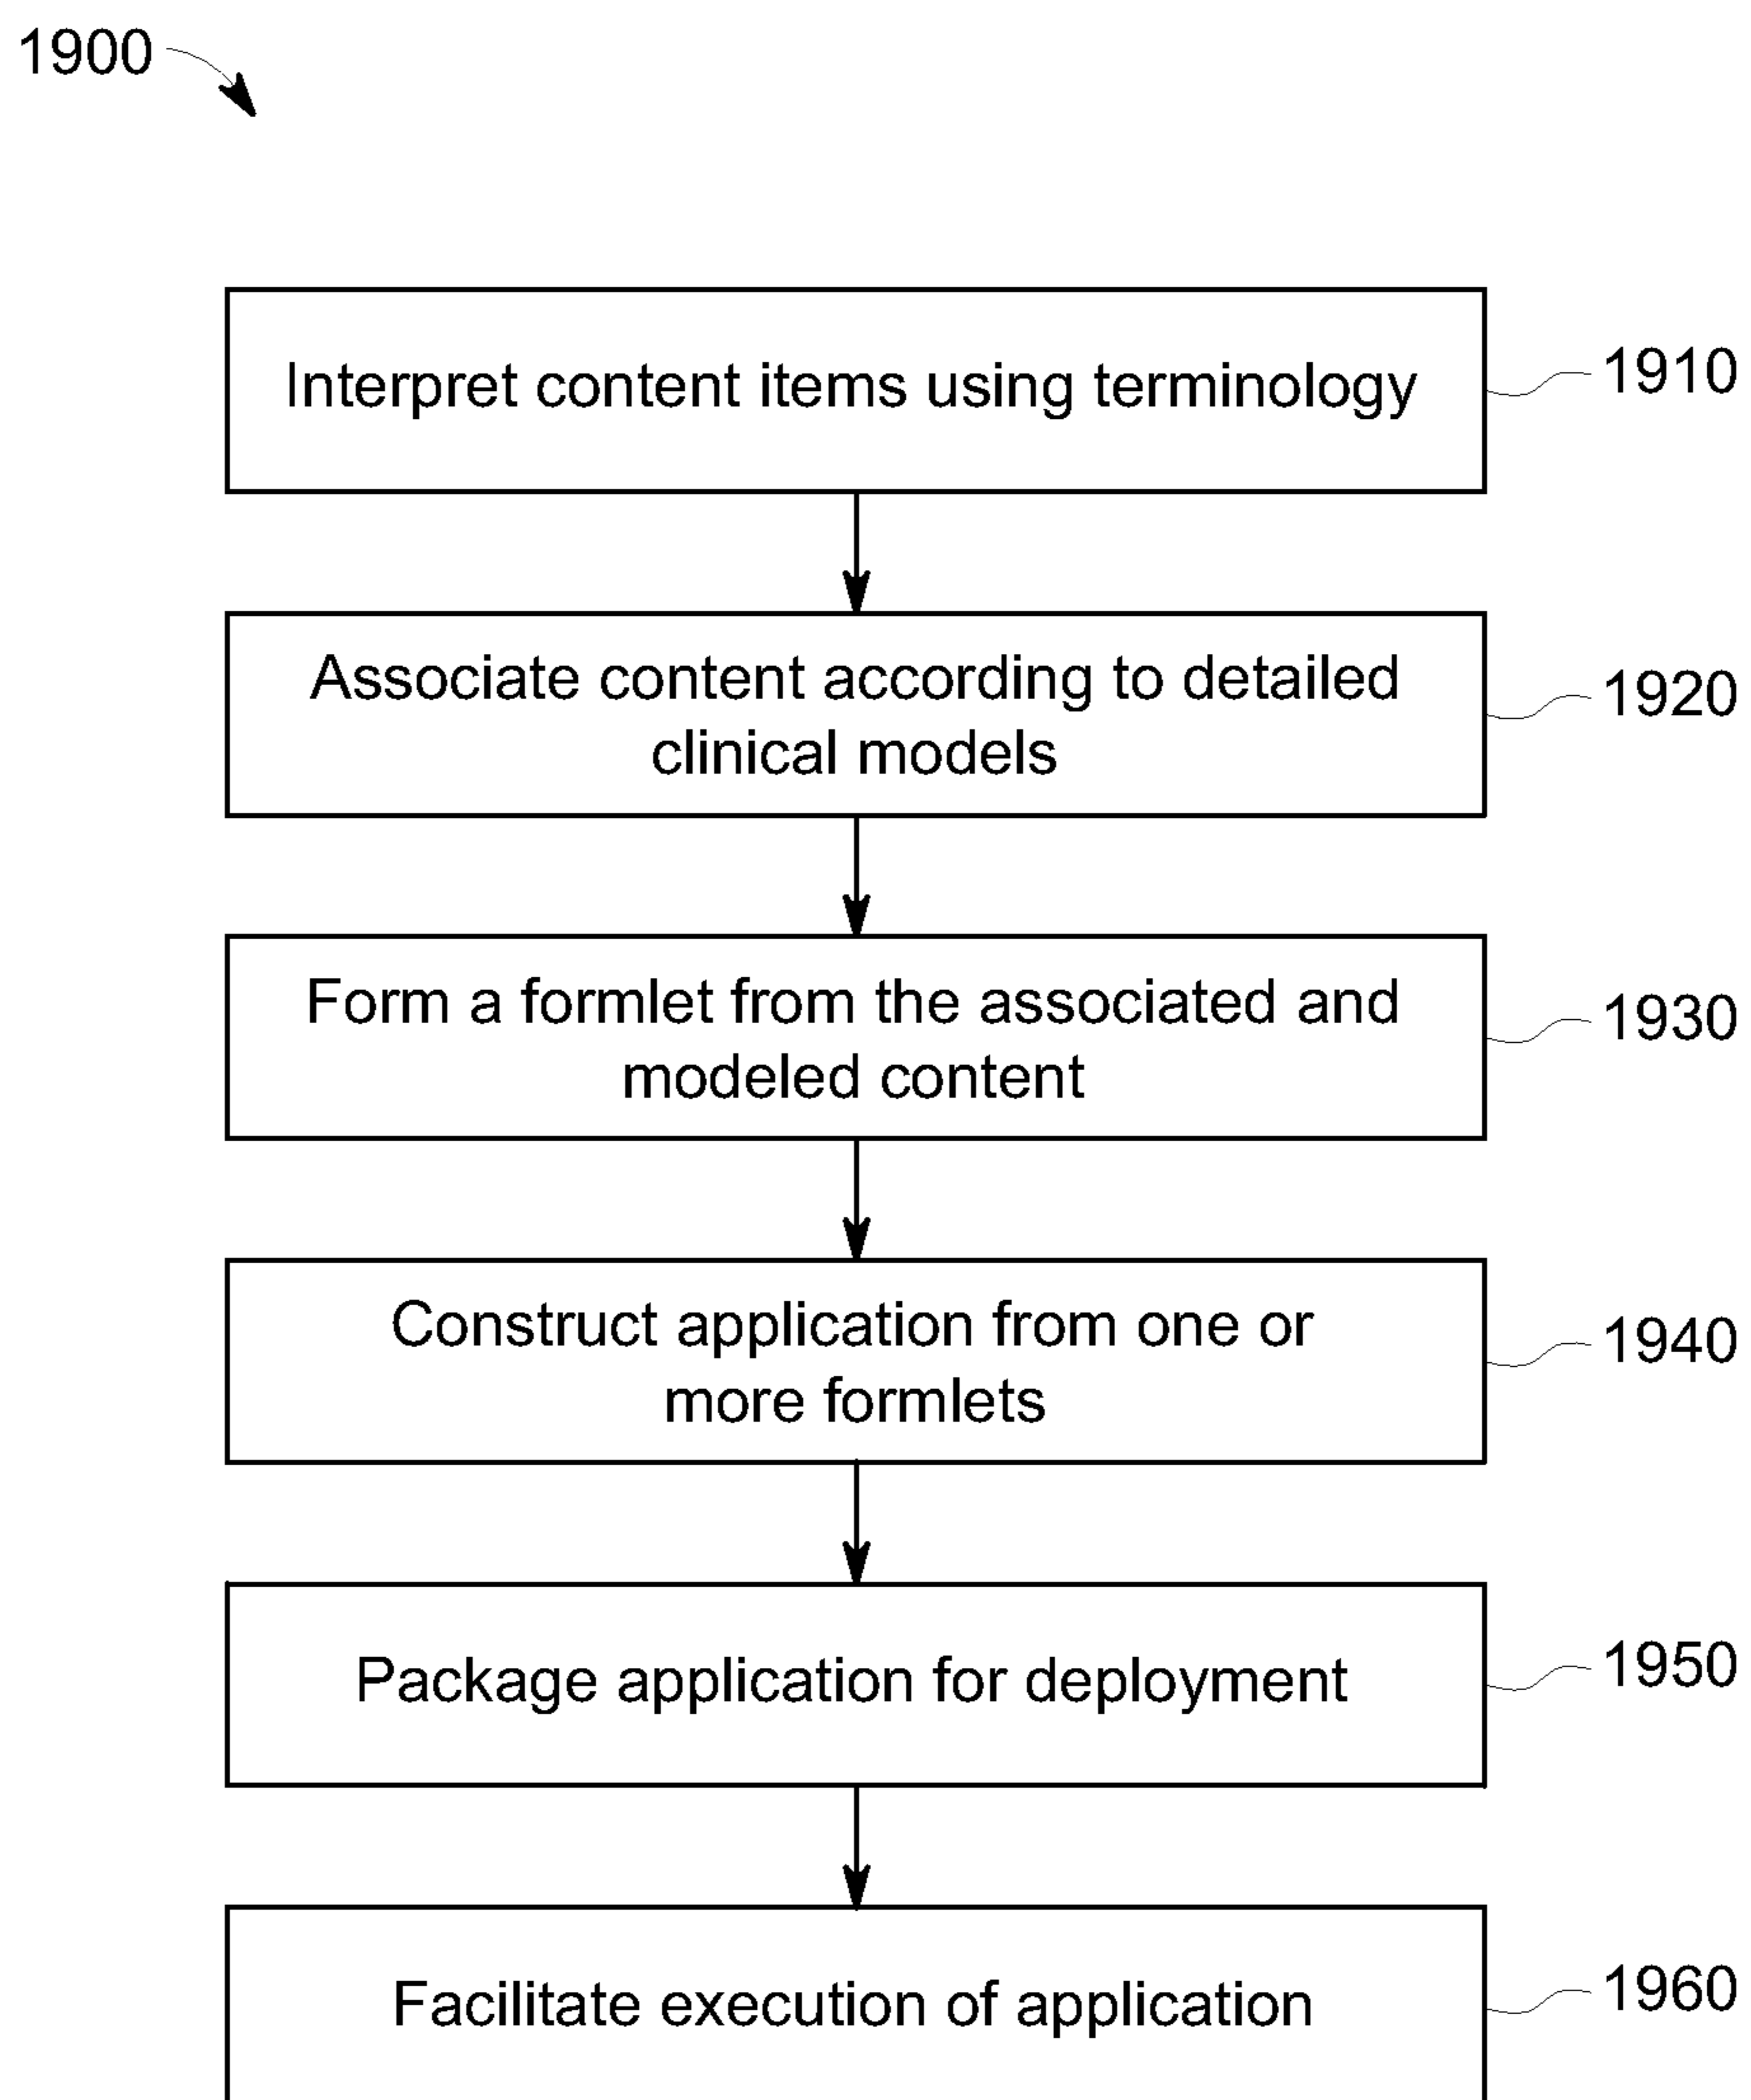 1900
Interpret content items using terminology
1910
Associate content according to detailed
clinical models
1920
Form a formlet from the associated and
modeled content
1930
Construct application from one or
more formlets
1940
Package application for deployment
1950
Facilitate execution of application
1960